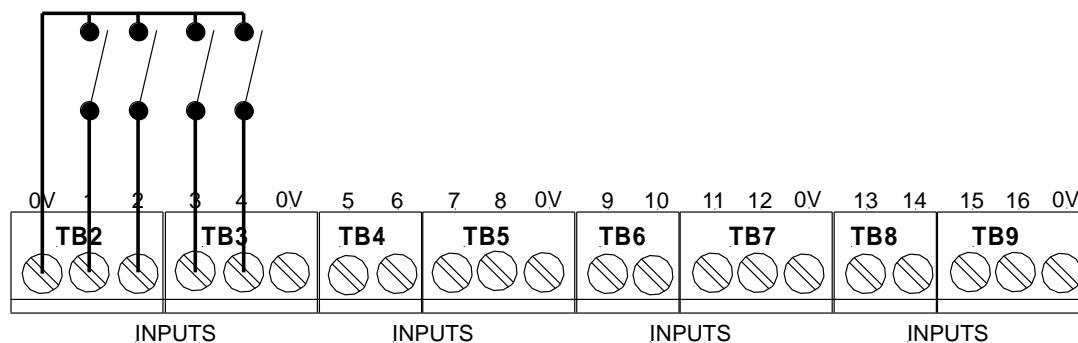 0V 1 2 3 4 0V 5 6 7 8 0V 9 10 11 12 0V 13 14 15 16 0V
TB2 TB3 TB4 TB5 TB6 TB7 TB8 TB9
INPUTS INPUTS INPUTS INPUTS